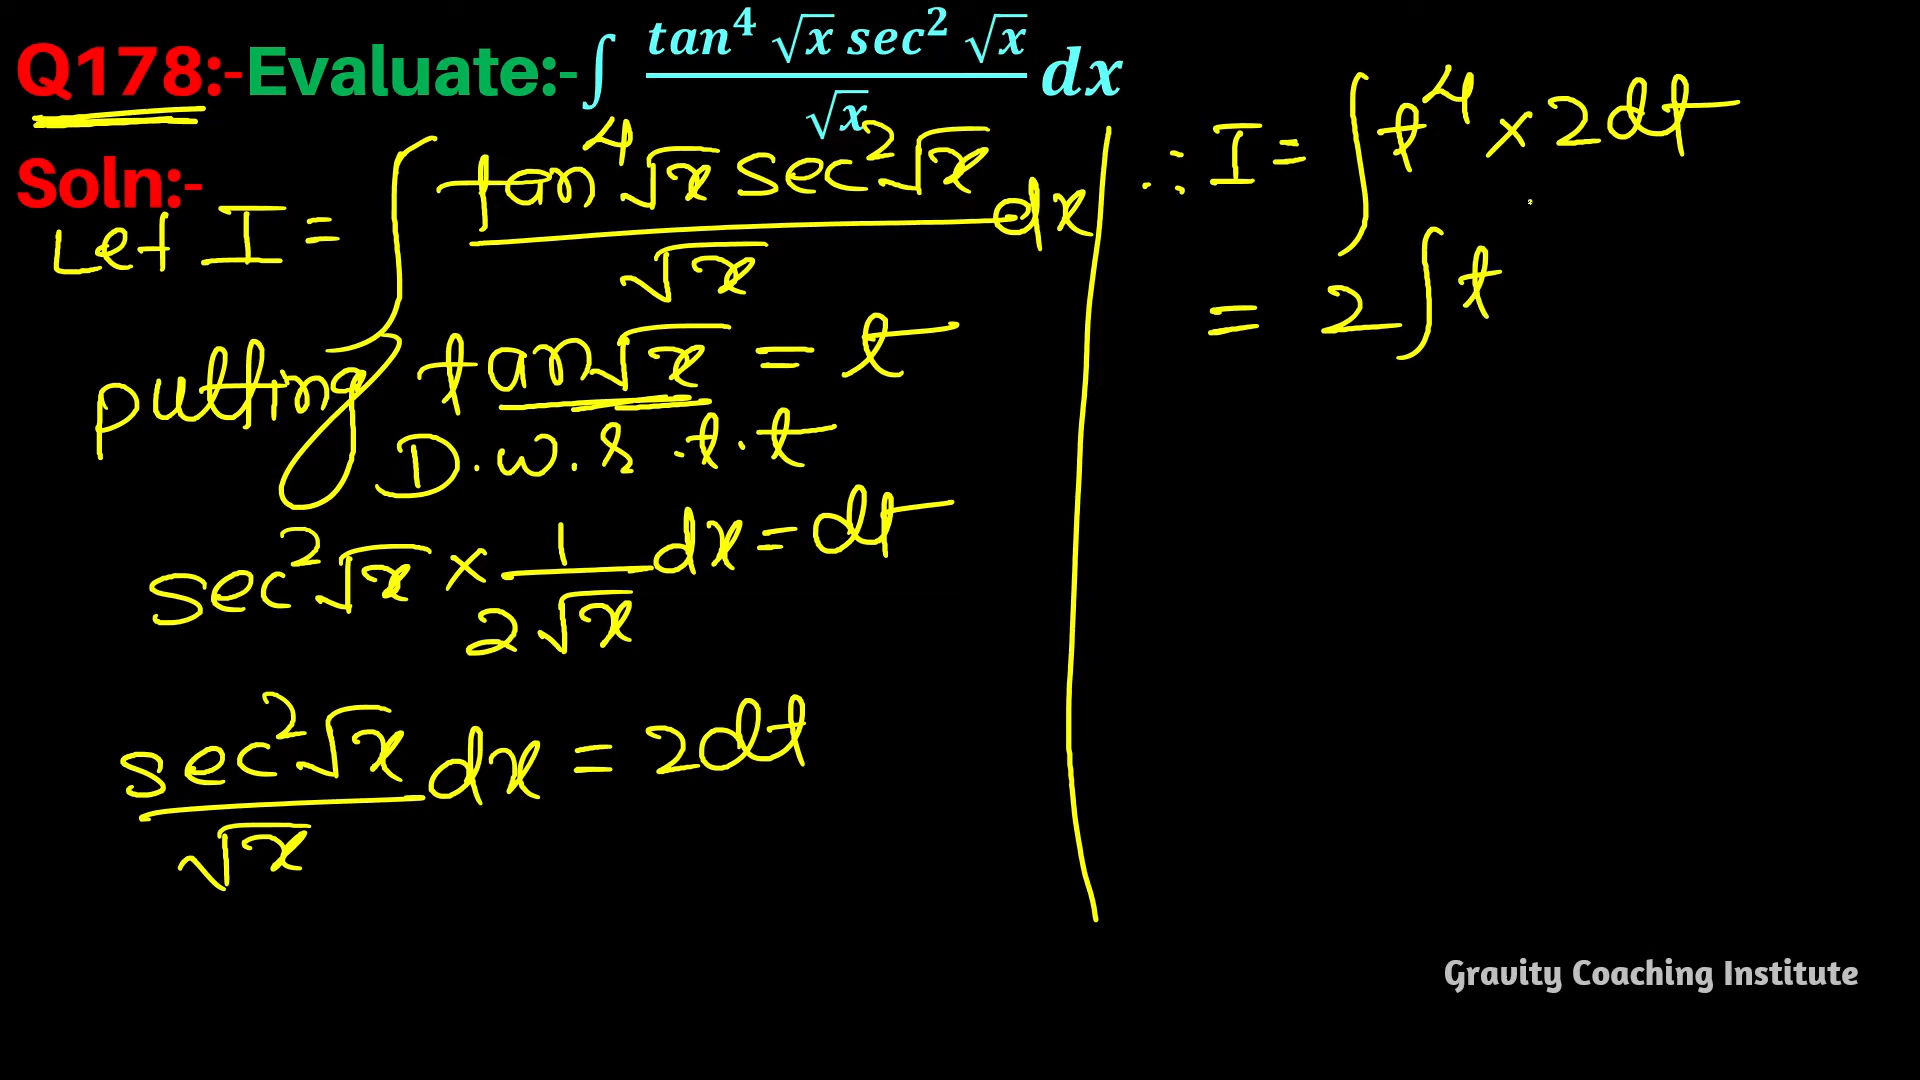 Q178:-Evaluate:-∫ tan⁴ √x sec² √x / √x dx
Soln:-
Let I = ∫ tan⁴ √x sec² √x / √x dx
putting tan√x = t
D.w.r.t.t
sec² √x × 1 / 2√x dx = dt
sec² √x / √x dx = 2dt
∴ I = ∫ t⁴ × 2dt
= 2 ∫ t
Gravity Coaching Institute